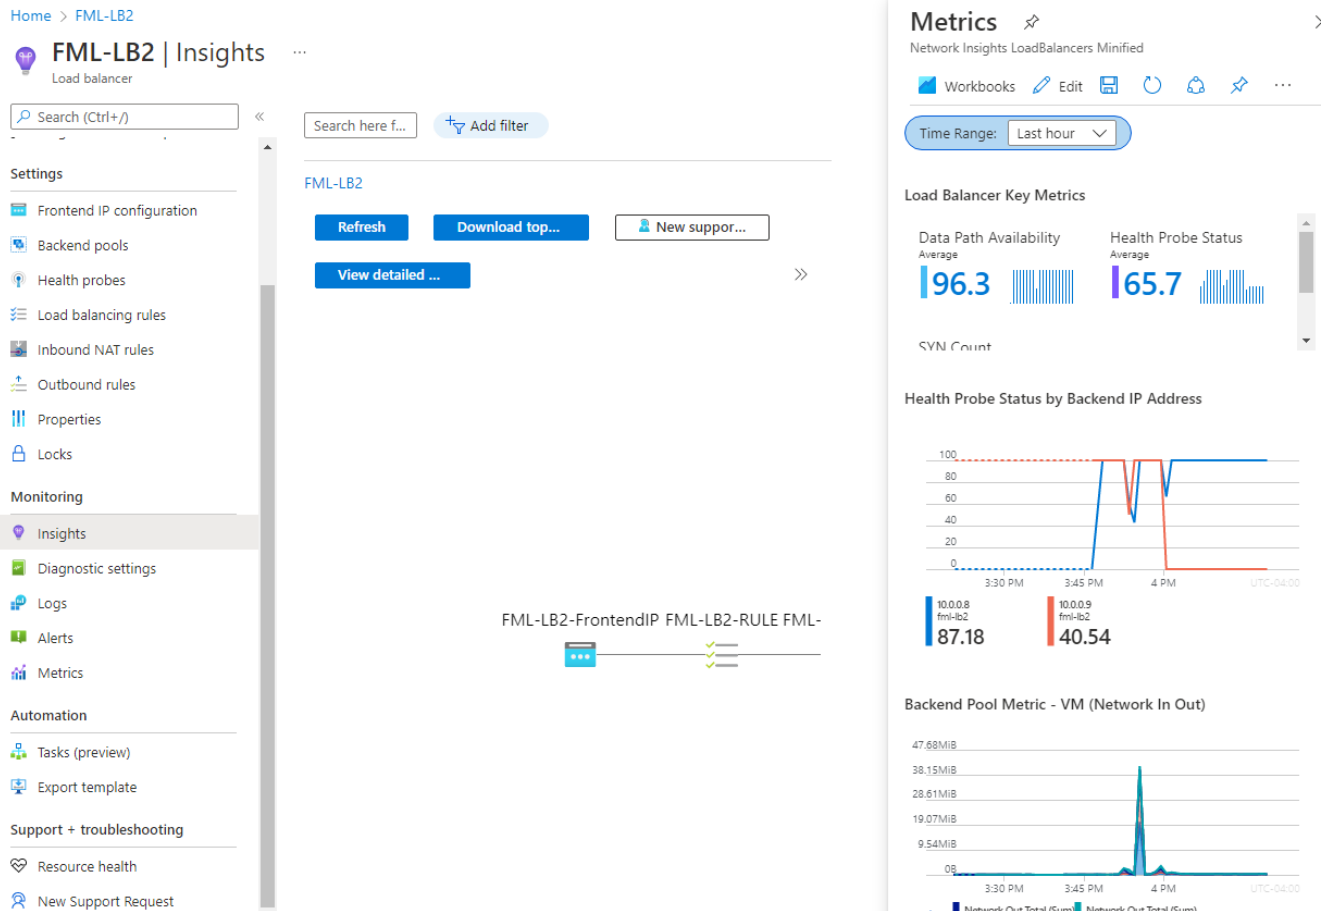 Home > FML-LB2
FML-LB2 | Insights ...
Load balancer
Search (Ctrl+/)
«
Settings
Frontend IP configuration
Backend pools
Health probes
Load balancing rules
Inbound NAT rules
Outbound rules
Properties
Locks
Monitoring
Insights
Diagnostic settings
Logs
Alerts
Metrics
Automation
Tasks (preview)
Export template
Support + troubleshooting
Resource health
New Support Request
Search here f...
Add filter
FML-LB2
Refresh
Download top...
New suppor...
View detailed ...
»
FML-LB2-FrontendIP FML-LB2-RULE FML-
Metrics
Network Insights LoadBalancers Minified
Workbooks
Edit
...
Time Range: Last hour
Load Balancer Key Metrics
Data Path Availability
Average
96.3
Health Probe Status
Average
65.7
SYN Count
Health Probe Status by Backend IP Address
100
80
60
40
20
0
3:30 PM 3:45 PM 4 PM UTC-04:00
10.0.0.8
fml-lb2
87.18
10.0.0.9
fml-lb2
40.54
Backend Pool Metric - VM (Network In Out)
47.68MiB
38.15MiB
28.61MiB
19.07MiB
9.54MiB
0B
3:30 PM 3:45 PM 4 PM UTC-04:00
Network Out Total (Sum) Network Out Total (Sum)